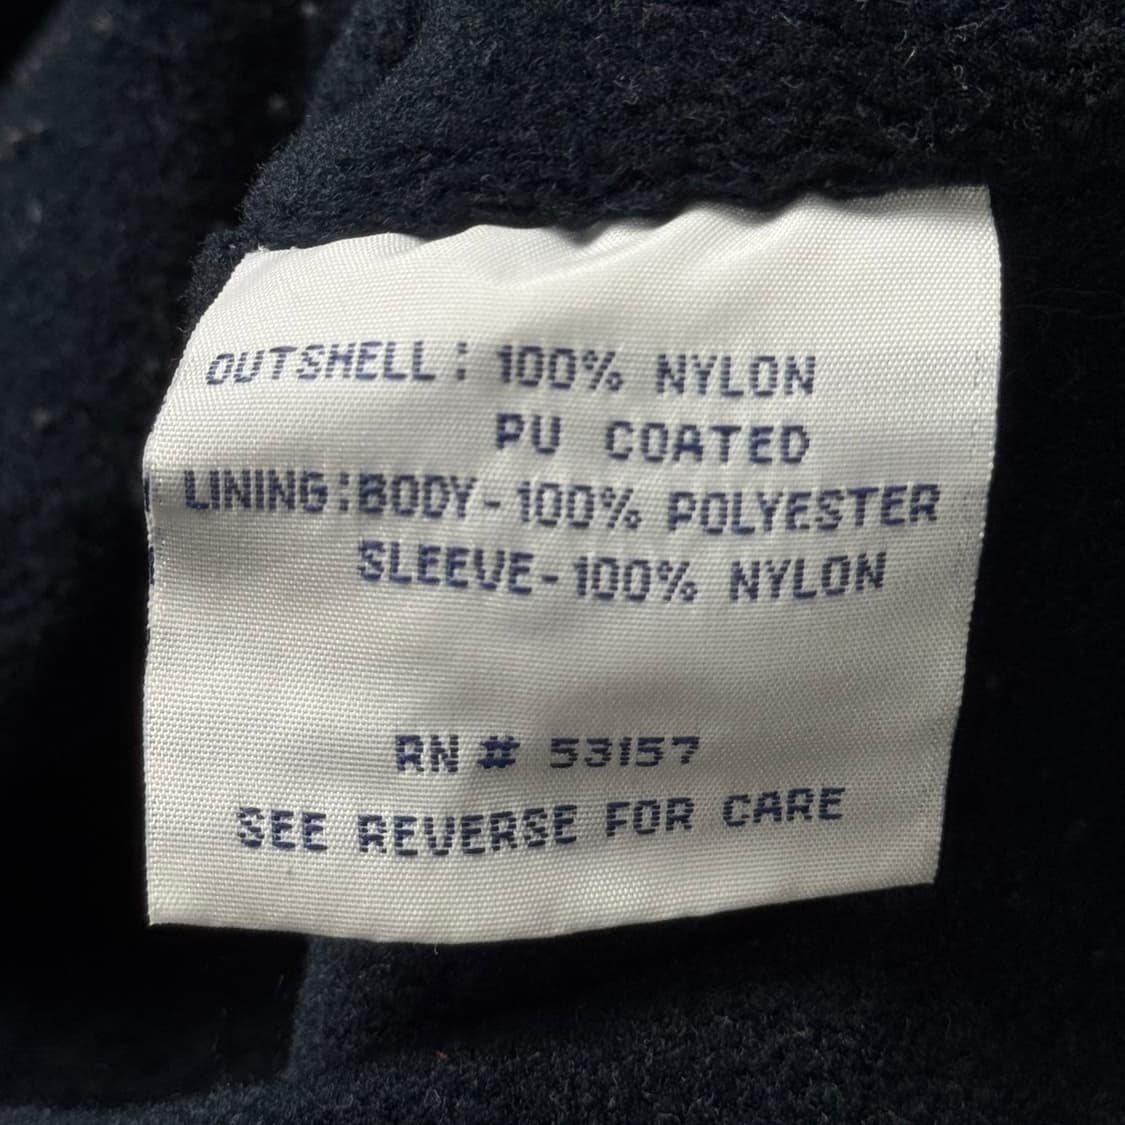 OUTSHELL: 100% NYLON
PU COATED
LINING:BODY-100% POLYESTER
SLEEVE-100% NYLON
RN # 53157
SEE REVERSE FOR CARE